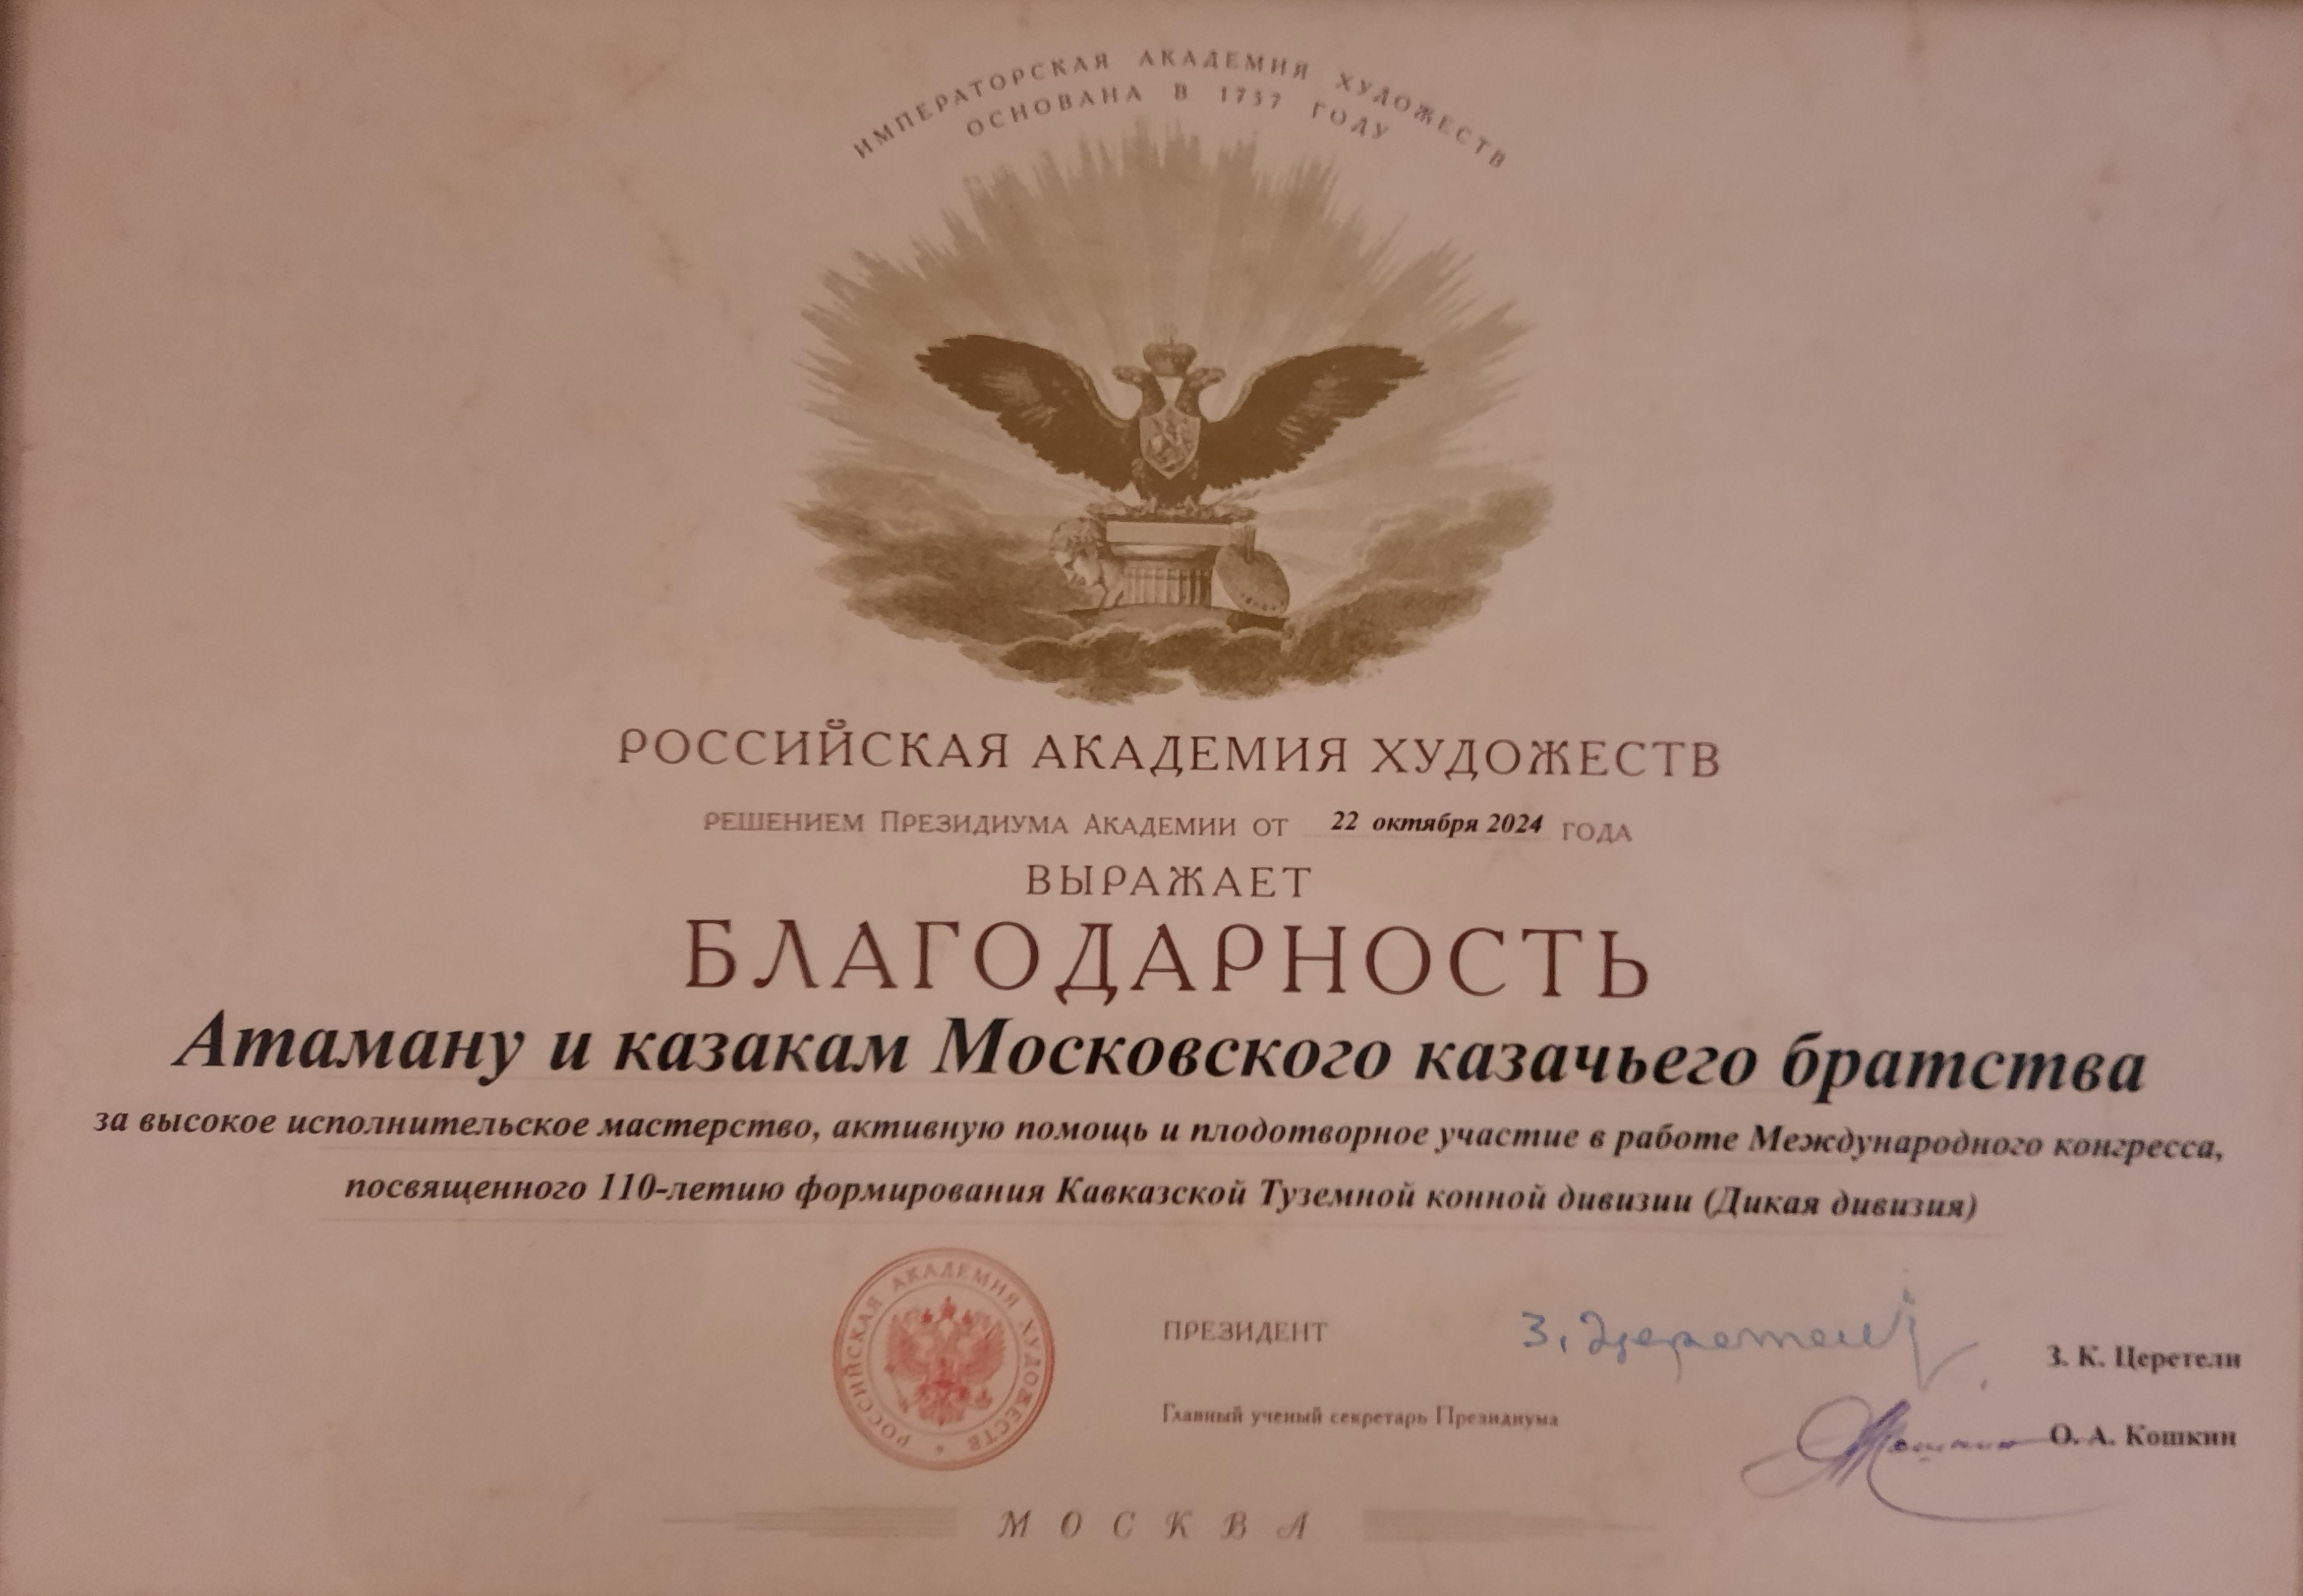 ИМПЕРАТОРСКАЯ АКАДЕМИЯ ХУДОЖЕСТВ
ОСНОВАНА В 1757 ГОДУ
РОССИЙСКАЯ АКАДЕМИЯ ХУДОЖЕСТВ
РЕШЕНИЕМ ПРЕЗИДИУМА АКАДЕМИИ ОТ 22 октября 2024 ГОДА
ВЫРАЖАЕТ
БЛАГОДАРНОСТЬ
Атаману и казакам Московского казачьего братства
за высокое исполнительское мастерство, активную помощь и плодотворное участие в работе Международного конгресса,
посвященного 110-летию формирования Кавказской Туземной конной дивизии (Дикая дивизия)
РОССИЙСКАЯ АКАДЕМИЯ ХУДОЖЕСТВ
ПРЕЗИДЕНТ З. Церетели З. К. Церетели
Главный ученый секретарь Президиума Кошкин О. А. Кошкин
МОСКВА